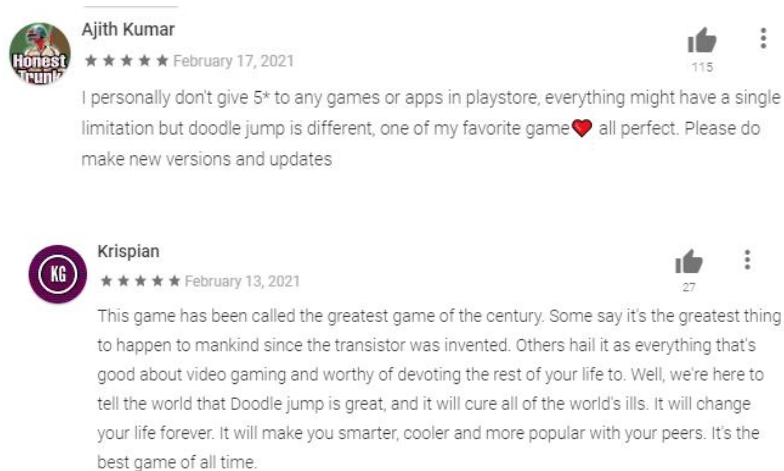 Ajith Kumar
Honest
Trunk
★★★★★ February 17, 2021
115
I personally don't give 5* to any games or apps in playstore, everything might have a single
limitation but doodle jump is different, one of my favorite game❤ all perfect. Please do
make new versions and updates
Krispian
KG
★★★★★ February 13, 2021
27
This game has been called the greatest game of the century. Some say it's the greatest thing
to happen to mankind since the transistor was invented. Others hail it as everything that's
good about video gaming and worthy of devoting the rest of your life to. Well, we're here to
tell the world that Doodle jump is great, and it will cure all of the world's ills. It will change
your life forever. It will make you smarter, cooler and more popular with your peers. It's the
best game of all time.